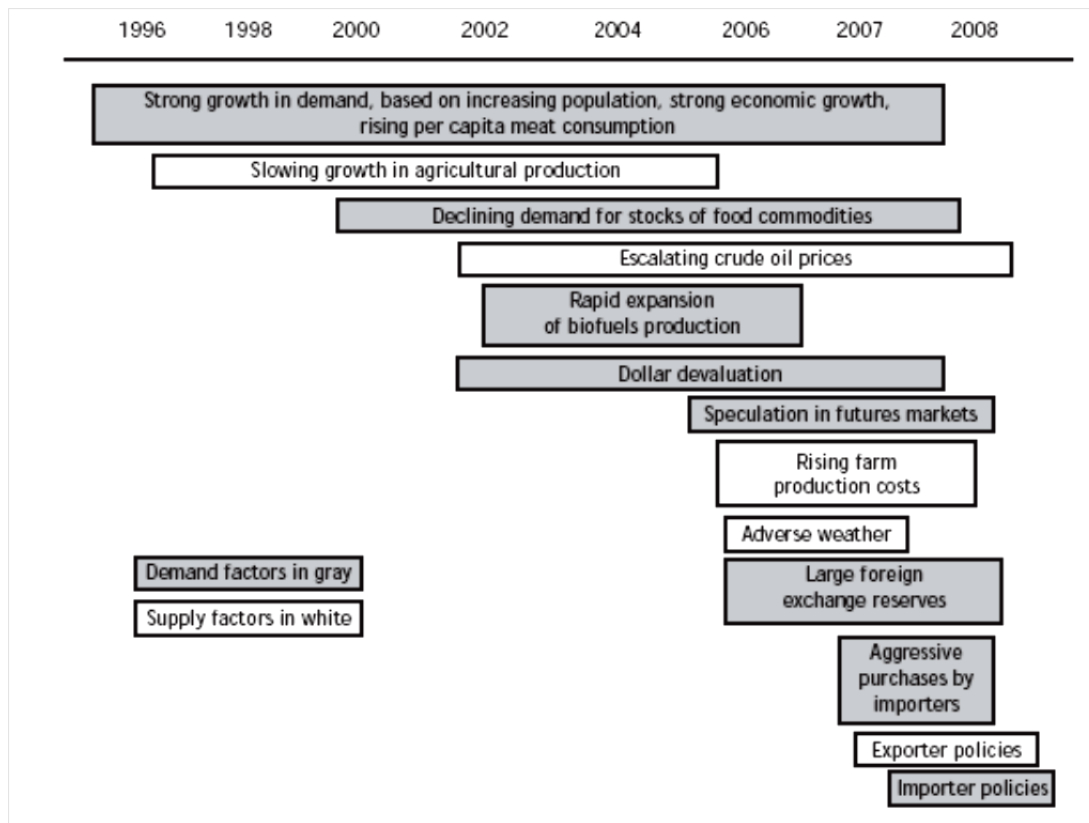 1996 1998 2000 2002 2004 2006 2007 2008
Strong growth in demand, based on increasing population, strong economic growth,
rising per capita meat consumption
Slowing growth in agricultural production
Declining demand for stocks of food commodities
Escalating crude oil prices
Rapid expansion
of biofuels production
Dollar devaluation
Speculation in futures markets
Rising farm
production costs
Adverse weather
Demand factors in gray
Supply factors in white
Large foreign
exchange reserves
Aggressive
purchases by
importers
Exporter policies
Importer policies